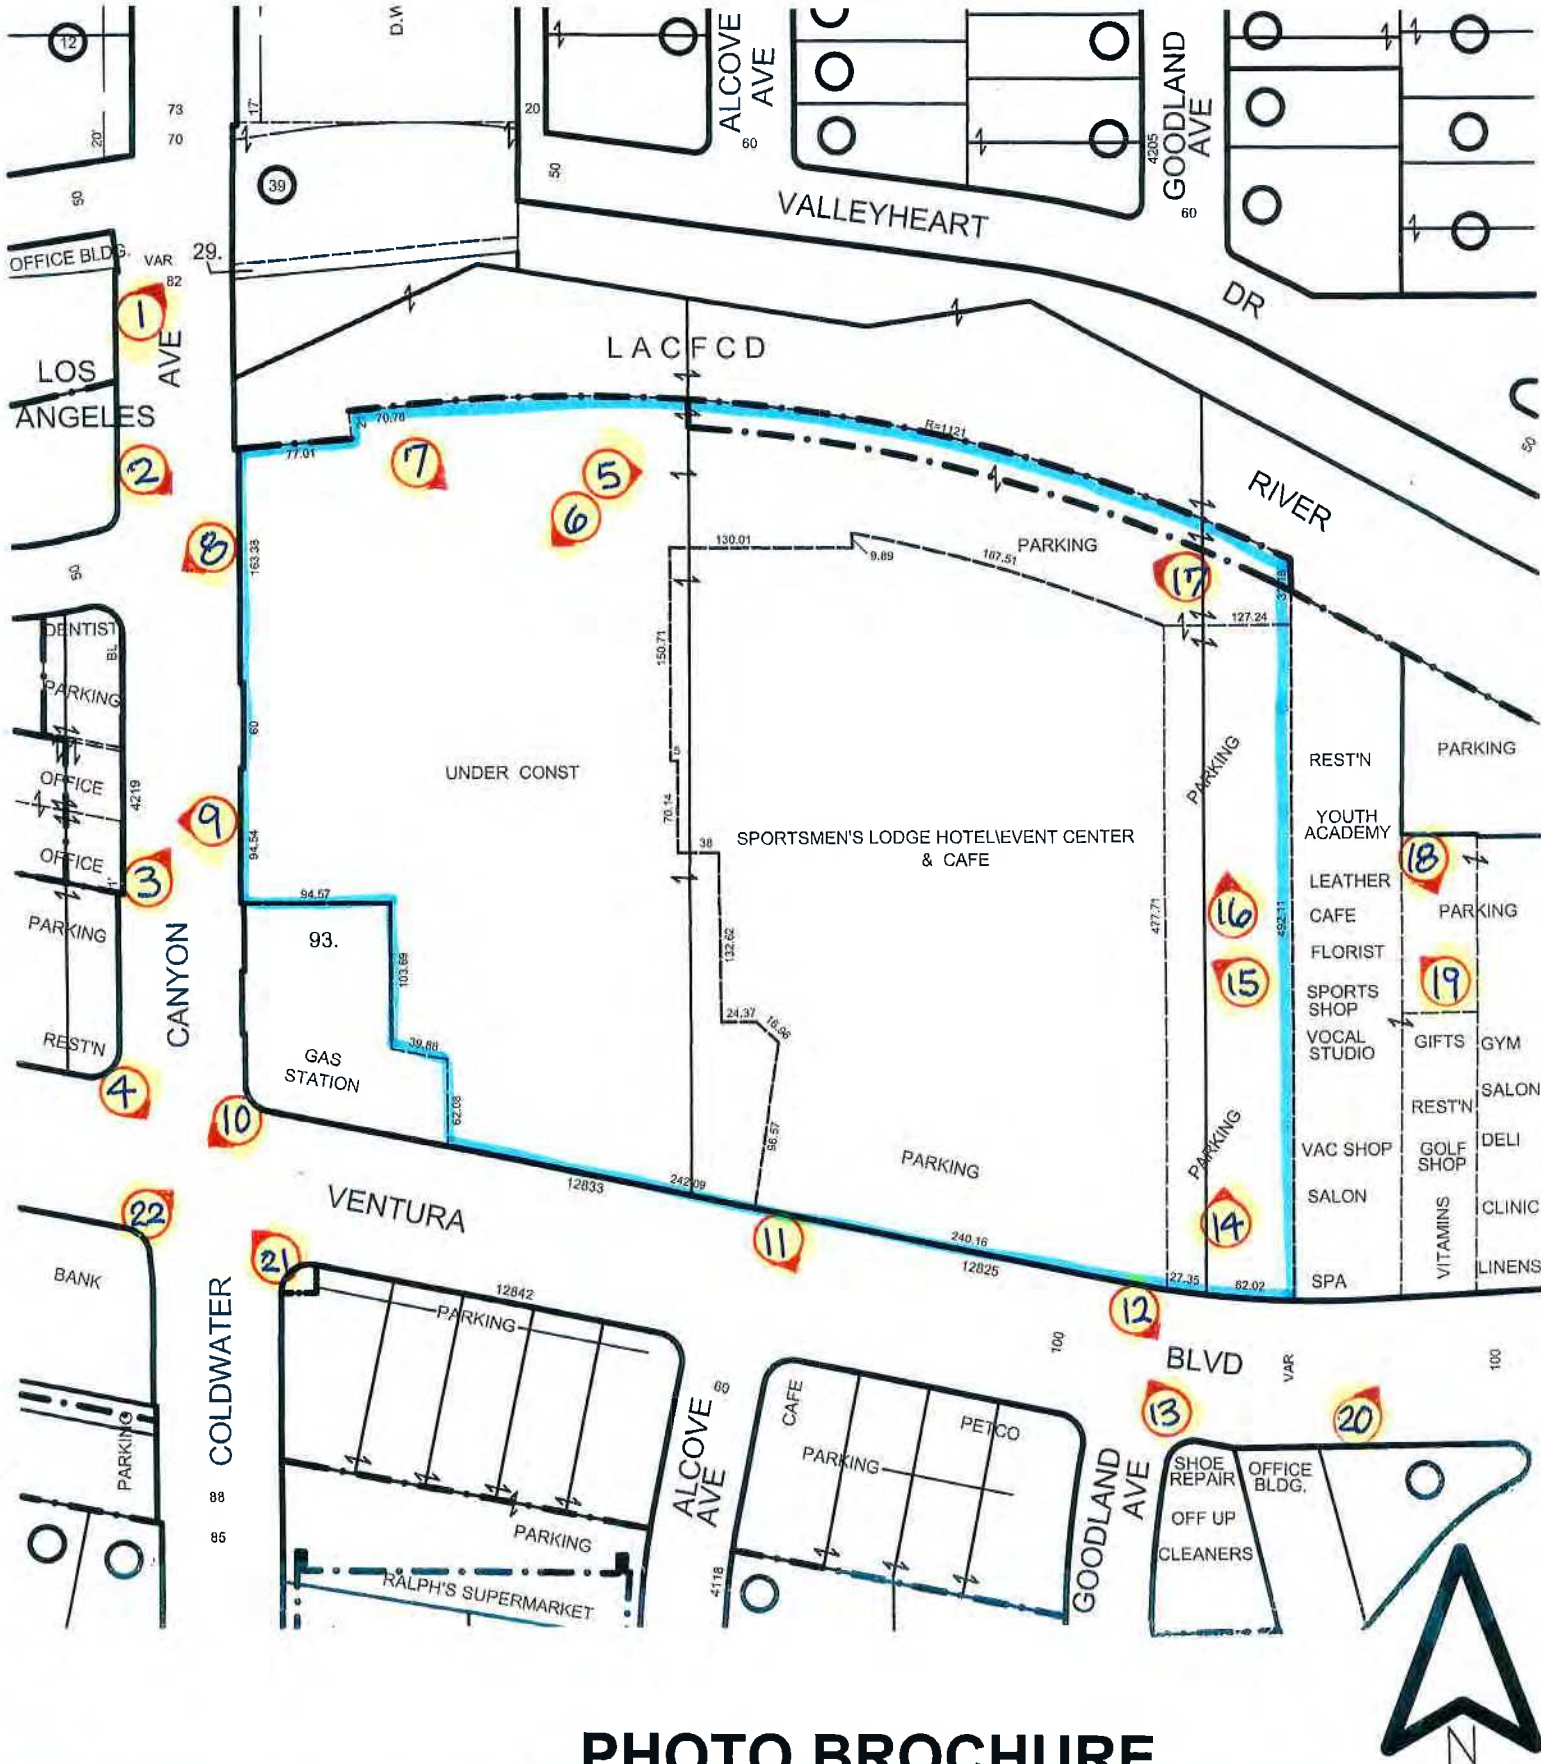 12
D.W
ALCOVE
AVE
60
GOODLAND
AVE
60
4205
73
70
20'
17'
20
50
39
50
VALLEYHEART
DR
OFFICE BLDG.
VAR
82
29.
1
AVE
LOS
ANGELES
LACFCD
2'
70.78
R=1121
77.01
50
RIVER
2
7
5
6
8
163.38
50
130.01
9.89
187.51
PARKING
17
127.24
DENTIST
BL
PARKING
150.71
60
5
UNDER CONST
PARKING
REST'N
PARKING
OFFICE
4219
9
70.14
YOUTH
ACADEMY
94.54
38
SPORTSMEN'S LODGE HOTEL\EVENT CENTER
& CAFE
18
OFFICE
3
94.57
LEATHER
16
477.71
492.11
CAFE
PARKING
PARKING
CANYON
93.
103.69
132.62
FLORIST
15
19
SPORTS
SHOP
24.37
16.96
VOCAL
STUDIO
GIFTS
GYM
REST'N
39.86
GAS
STATION
4
10
62.08
96.57
REST'N
SALON
PARKING
PARKING
VAC SHOP
GOLF
SHOP
DELI
12833
242.09
VENTURA
22
SALON
VITAMINS
CLINIC
14
11
240.16
12825
21
BANK
27.35
82.02
SPA
LINENS
12
COLDWATER
12842
PARKING
100
BLVD
VAR
100
60
CAFE
13
20
PARKING
ALCOVE
AVE
PARKING
PETCO
GOODLAND
AVE
SHOE
REPAIR
OFFICE
BLDG.
88
85
PARKING
OFF UP
CLEANERS
RALPH'S SUPERMARKET
4118
N
PHOTO BROCHURE